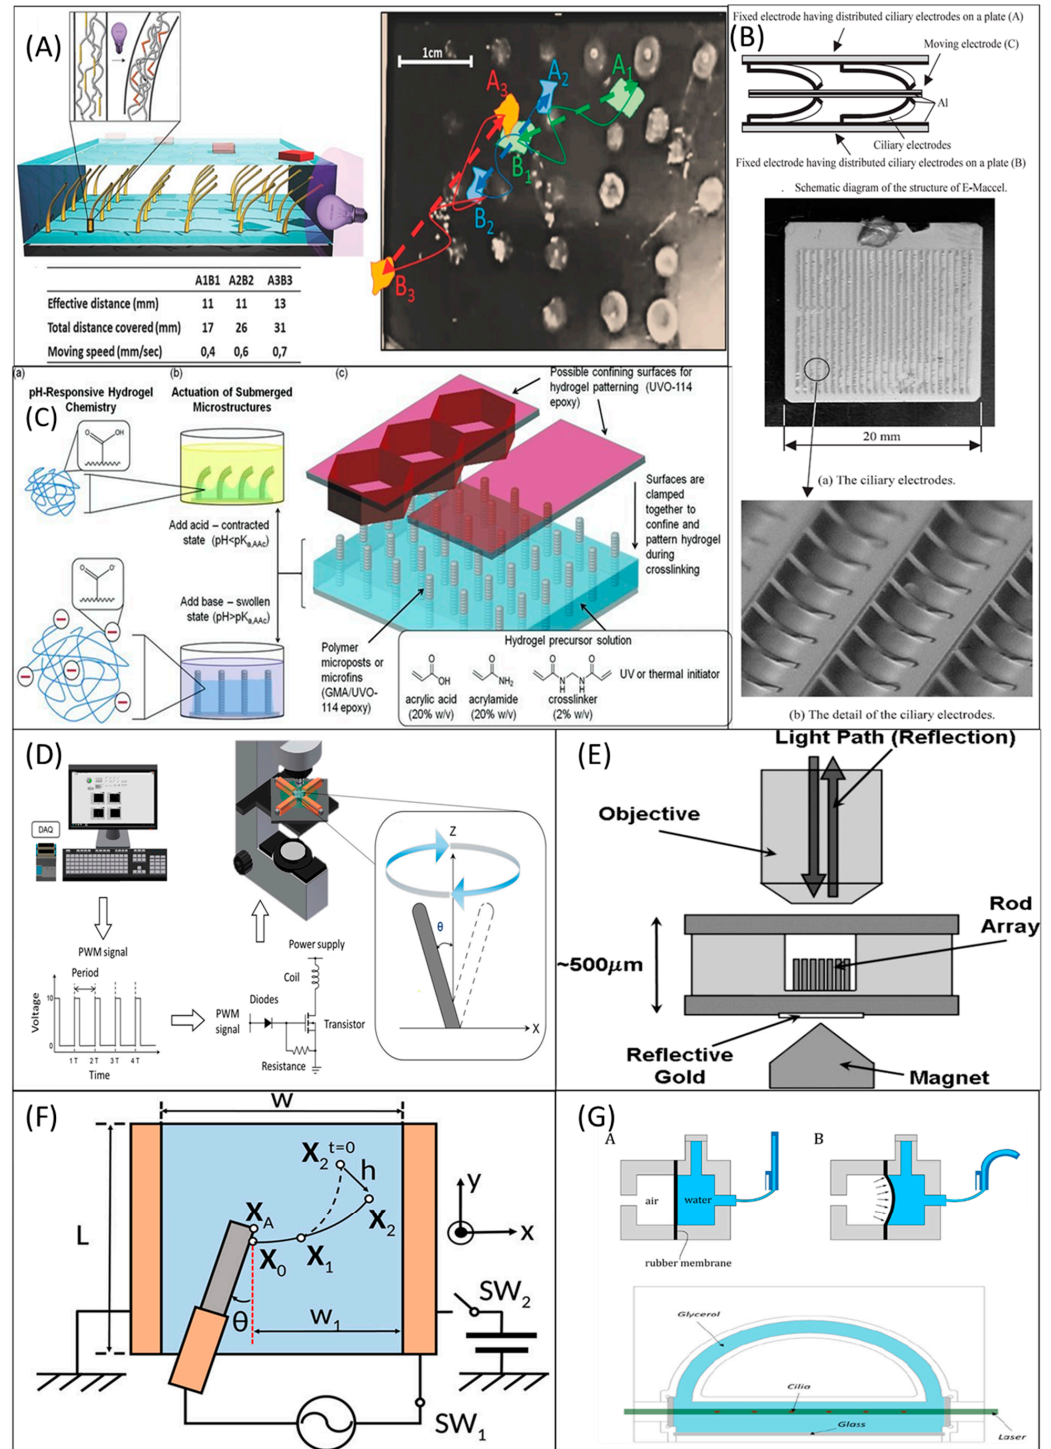 (A)
1cm
A3
A2
A1
B1
B2
B3
A1B1 A2B2 A3B3
Effective distance (mm) 11 11 13
Total distance covered (mm) 17 26 31
Moving speed (mm/sec) 0,4 0,6 0,7
(B)
Fixed electrode having distributed ciliary electrodes on a plate (A)
Moving electrode (C)
Al
Ciliary electrodes
Fixed electrode having distributed ciliary electrodes on a plate (B)
. Schematic diagram of the structure of E-Maccel.
20 mm
(a) The ciliary electrodes.
(b) The detail of the ciliary electrodes.
(C)
(a)
pH-Responsive Hydrogel
Chemistry
O
OH
O
O-
(b)
Actuation of Submerged
Microstructures
Add acid – contracted
state (pH<pKa,AAc)
Add base – swollen
state (pH>pKa,AAc)
(c)
Possible confining surfaces for
hydrogel patterning (UVO-114
epoxy)
Surfaces are
clamped
together to
confine and
pattern hydrogel
during
crosslinking
Polymer
microposts or
microfins
(GMA/UVO-
114 epoxy)
Hydrogel precursor solution
O
OH
O
NH2
O
O
N
H
N
H
UV or thermal initiator
acrylic acid acrylamide crosslinker
(20% w/v) (20% w/v) (2% w/v)
(D)
DAQ
PWM signal
Period
Voltage
10
0
1 T 2 T 3 T 4 T
Time
PWM
signal
Diodes
Power supply
Coil
Transistor
Resistance
Z
θ
X
(E)
Light Path (Reflection)
Objective
Rod
Array
~500μm
Reflective
Gold
Magnet
(F)
W
L
X2 t=0
h
X2
XA
X0
X1
θ
w1
y
x
SW2
SW1
(G)
A
air
water
rubber membrane
B
Glycerol
Cilia
Glass
Laser